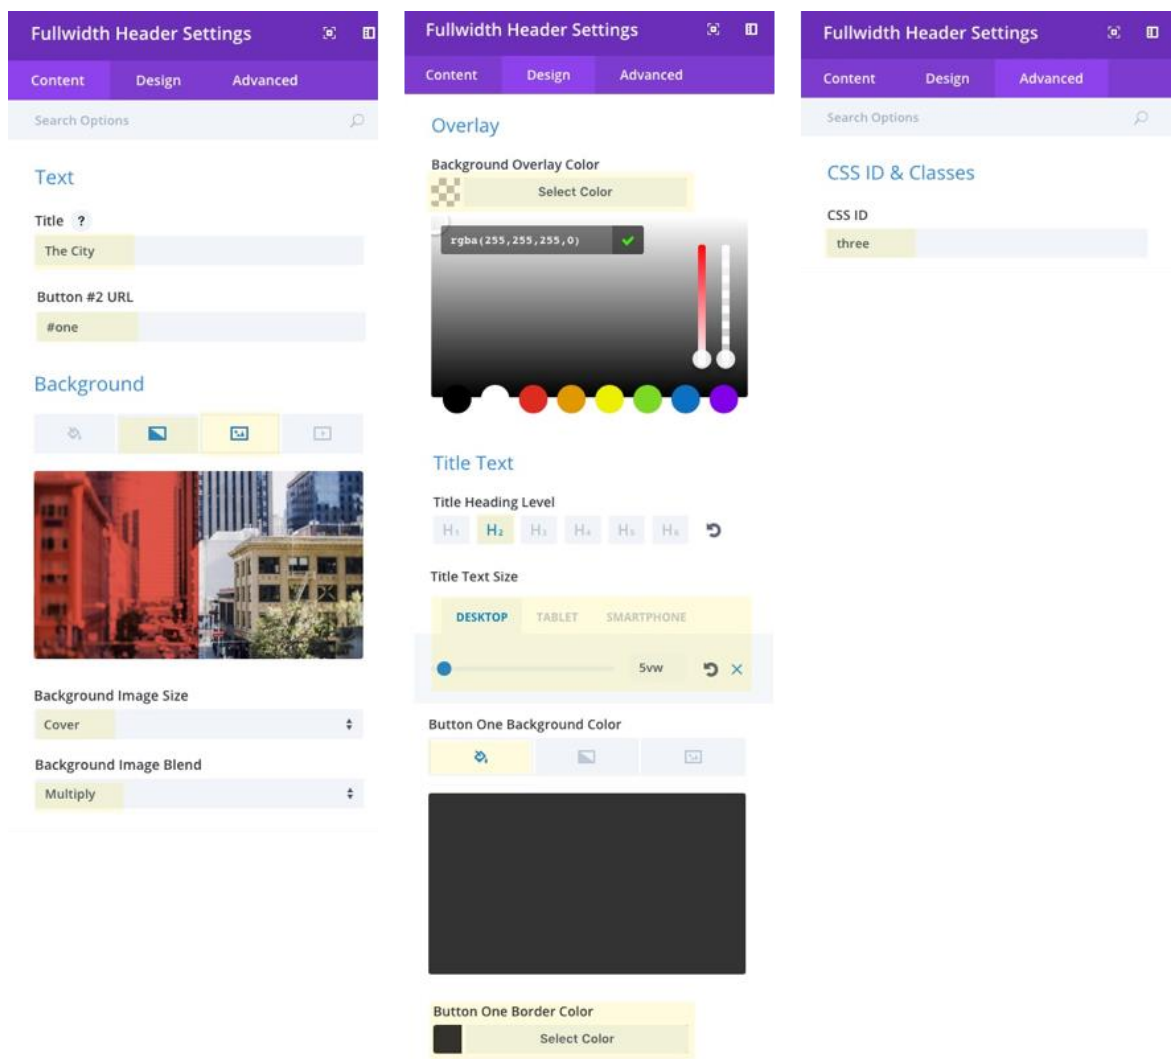 Fullwidth Header Settings
Content Design Advanced
Search Options
Text
Title ?
The City
Button #2 URL
#one
Background
Background Image Size
Cover
Background Image Blend
Multiply
Fullwidth Header Settings
Content Design Advanced
Overlay
Background Overlay Color
Select Color
rgba(255,255,255,0)
Title Text
Title Heading Level
H1 H2 H3 H4 H5 H6
Title Text Size
DESKTOP TABLET SMARTPHONE
5vw
Button One Background Color
Button One Border Color
Select Color
Fullwidth Header Settings
Content Design Advanced
Search Options
CSS ID & Classes
CSS ID
three